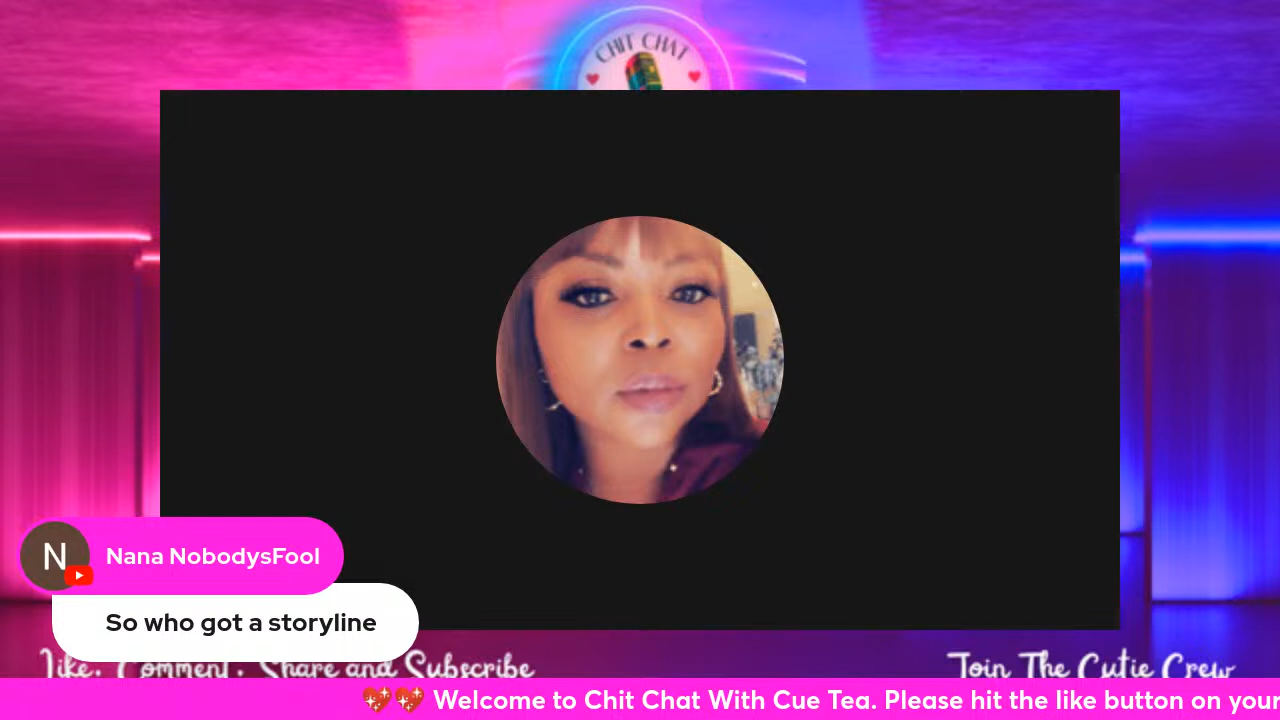 CHIT CHAT
N
Nana NobodysFool
So who got a storyline
Like. Comment. Share and Subscribe
Join The Cutie Crew
💖💖 Welcome to Chit Chat With Cue Tea. Please hit the like button on your